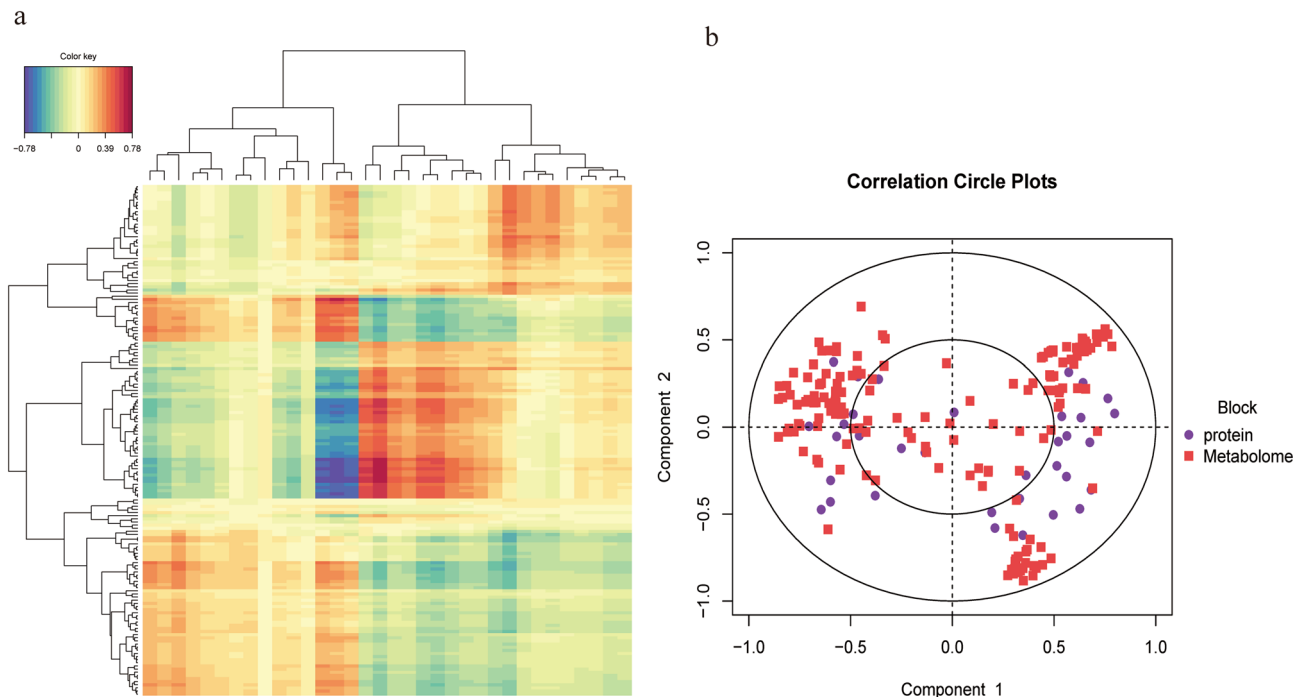 a
Color key
−0.78 0 0.39 0.78
b
Correlation Circle Plots
1.0
0.5
0.0
−0.5
−1.0
Component 2
−1.0 −0.5 0.0 0.5 1.0
Component 1
Block
protein
Metabolome